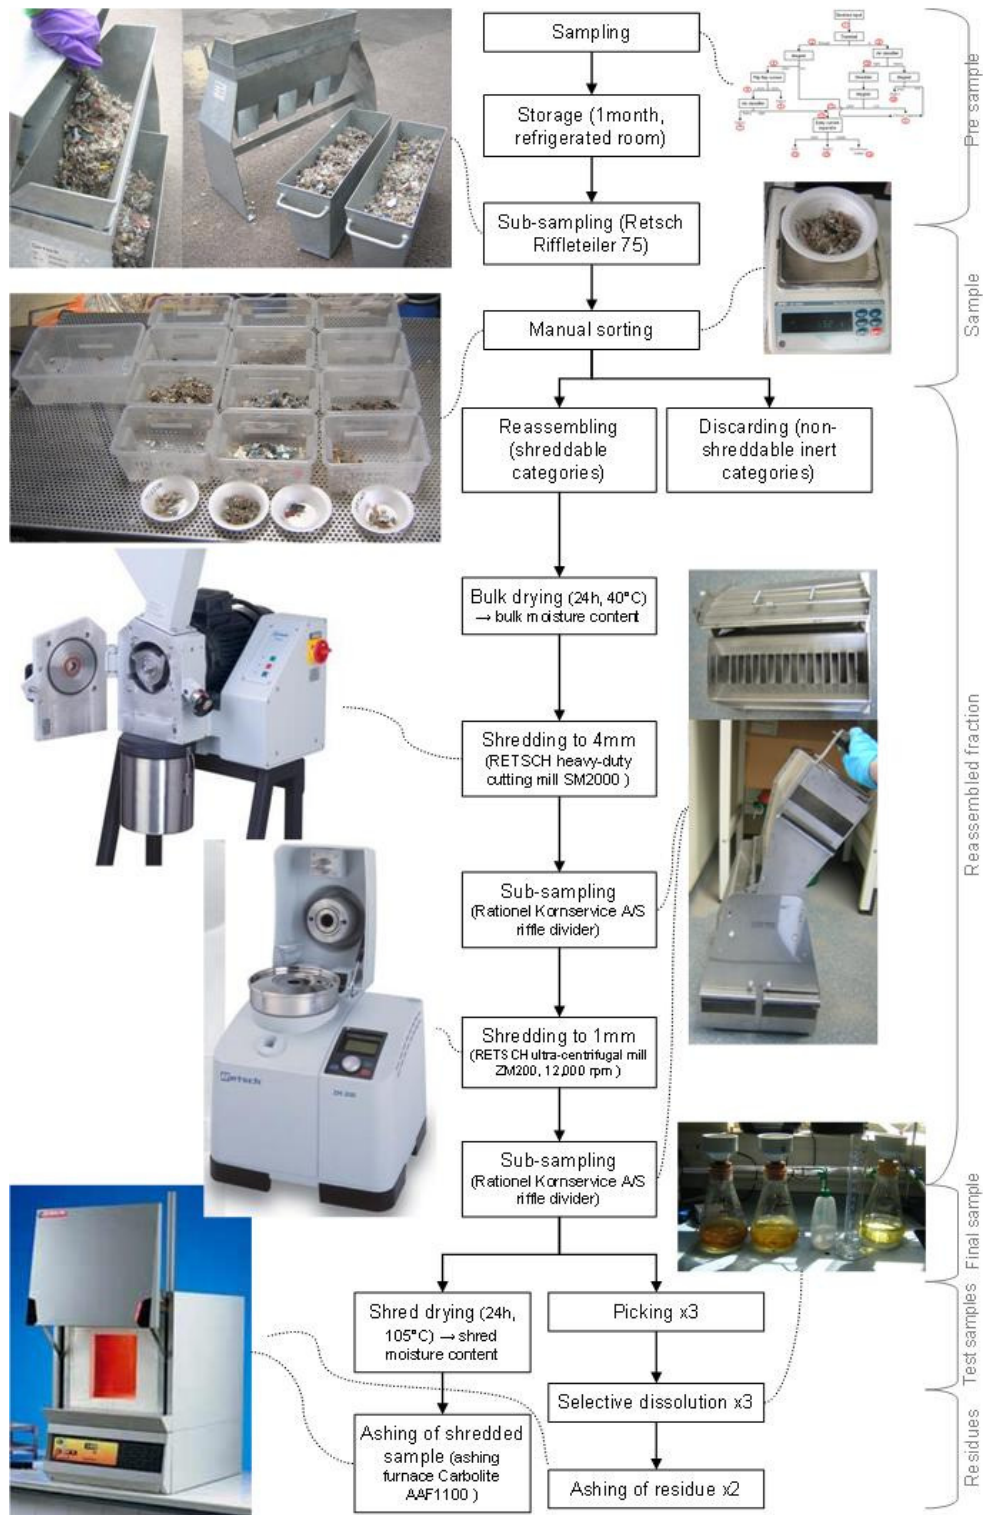 Sampling
Storage (1month,
refrigerated room)
Sub-sampling (Retsch
Riffleteiler 75)
Manual sorting
Reassembling
(shreddable
categories)
Discarding (non-
shreddable inert
categories)
Bulk drying (24h, 40°C)
→ bulk moisture content
Shredding to 4mm
(RETSCH heavy-duty
cutting mill SM2000 )
Sub-sampling
(Rationel Kornservice A/S
riffle divider)
Shredding to 1mm
(RETSCH ultra-centrifugal mill
ZM200, 12,000 rpm )
Sub-sampling
(Rationel Kornservice A/S
riffle divider)
Shred drying (24h,
105°C) → shred
moisture content
Picking x3
Selective dissolution x3
Ashing of shredded
sample (ashing
furnace Carbolite
AAF1100 )
Ashing of residue x2
Pre sample
Sample
Reassembled fraction
Final sample
Test samples
Residues
Retsch
ZM 200